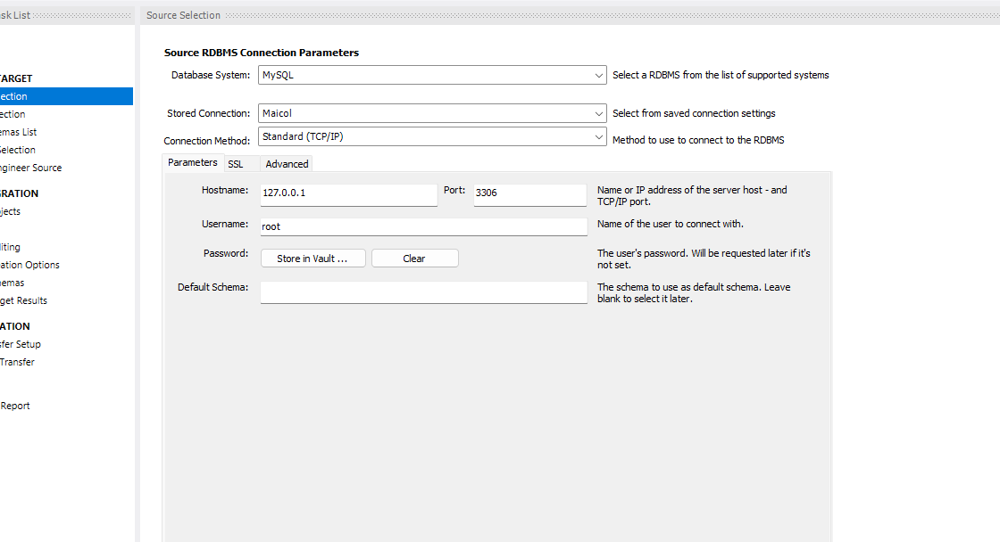 sk List
Source Selection
ARGET
ection
ection
emas List
Selection
ngineer Source
GRATION
jects
iting
ation Options
emas
get Results
ATION
sfer Setup
Transfer
Report
Source RDBMS Connection Parameters
Database System: MySQL Select a RDBMS from the list of supported systems
Stored Connection: Maicol Select from saved connection settings
Connection Method: Standard (TCP/IP) Method to use to connect to the RDBMS
Parameters SSL Advanced
Hostname: 127.0.0.1 Port: 3306 Name or IP address of the server host - and
TCP/IP port.
Username: root Name of the user to connect with.
Password: Store in Vault ... Clear The user's password. Will be requested later if it's
not set.
Default Schema: The schema to use as default schema. Leave
blank to select it later.